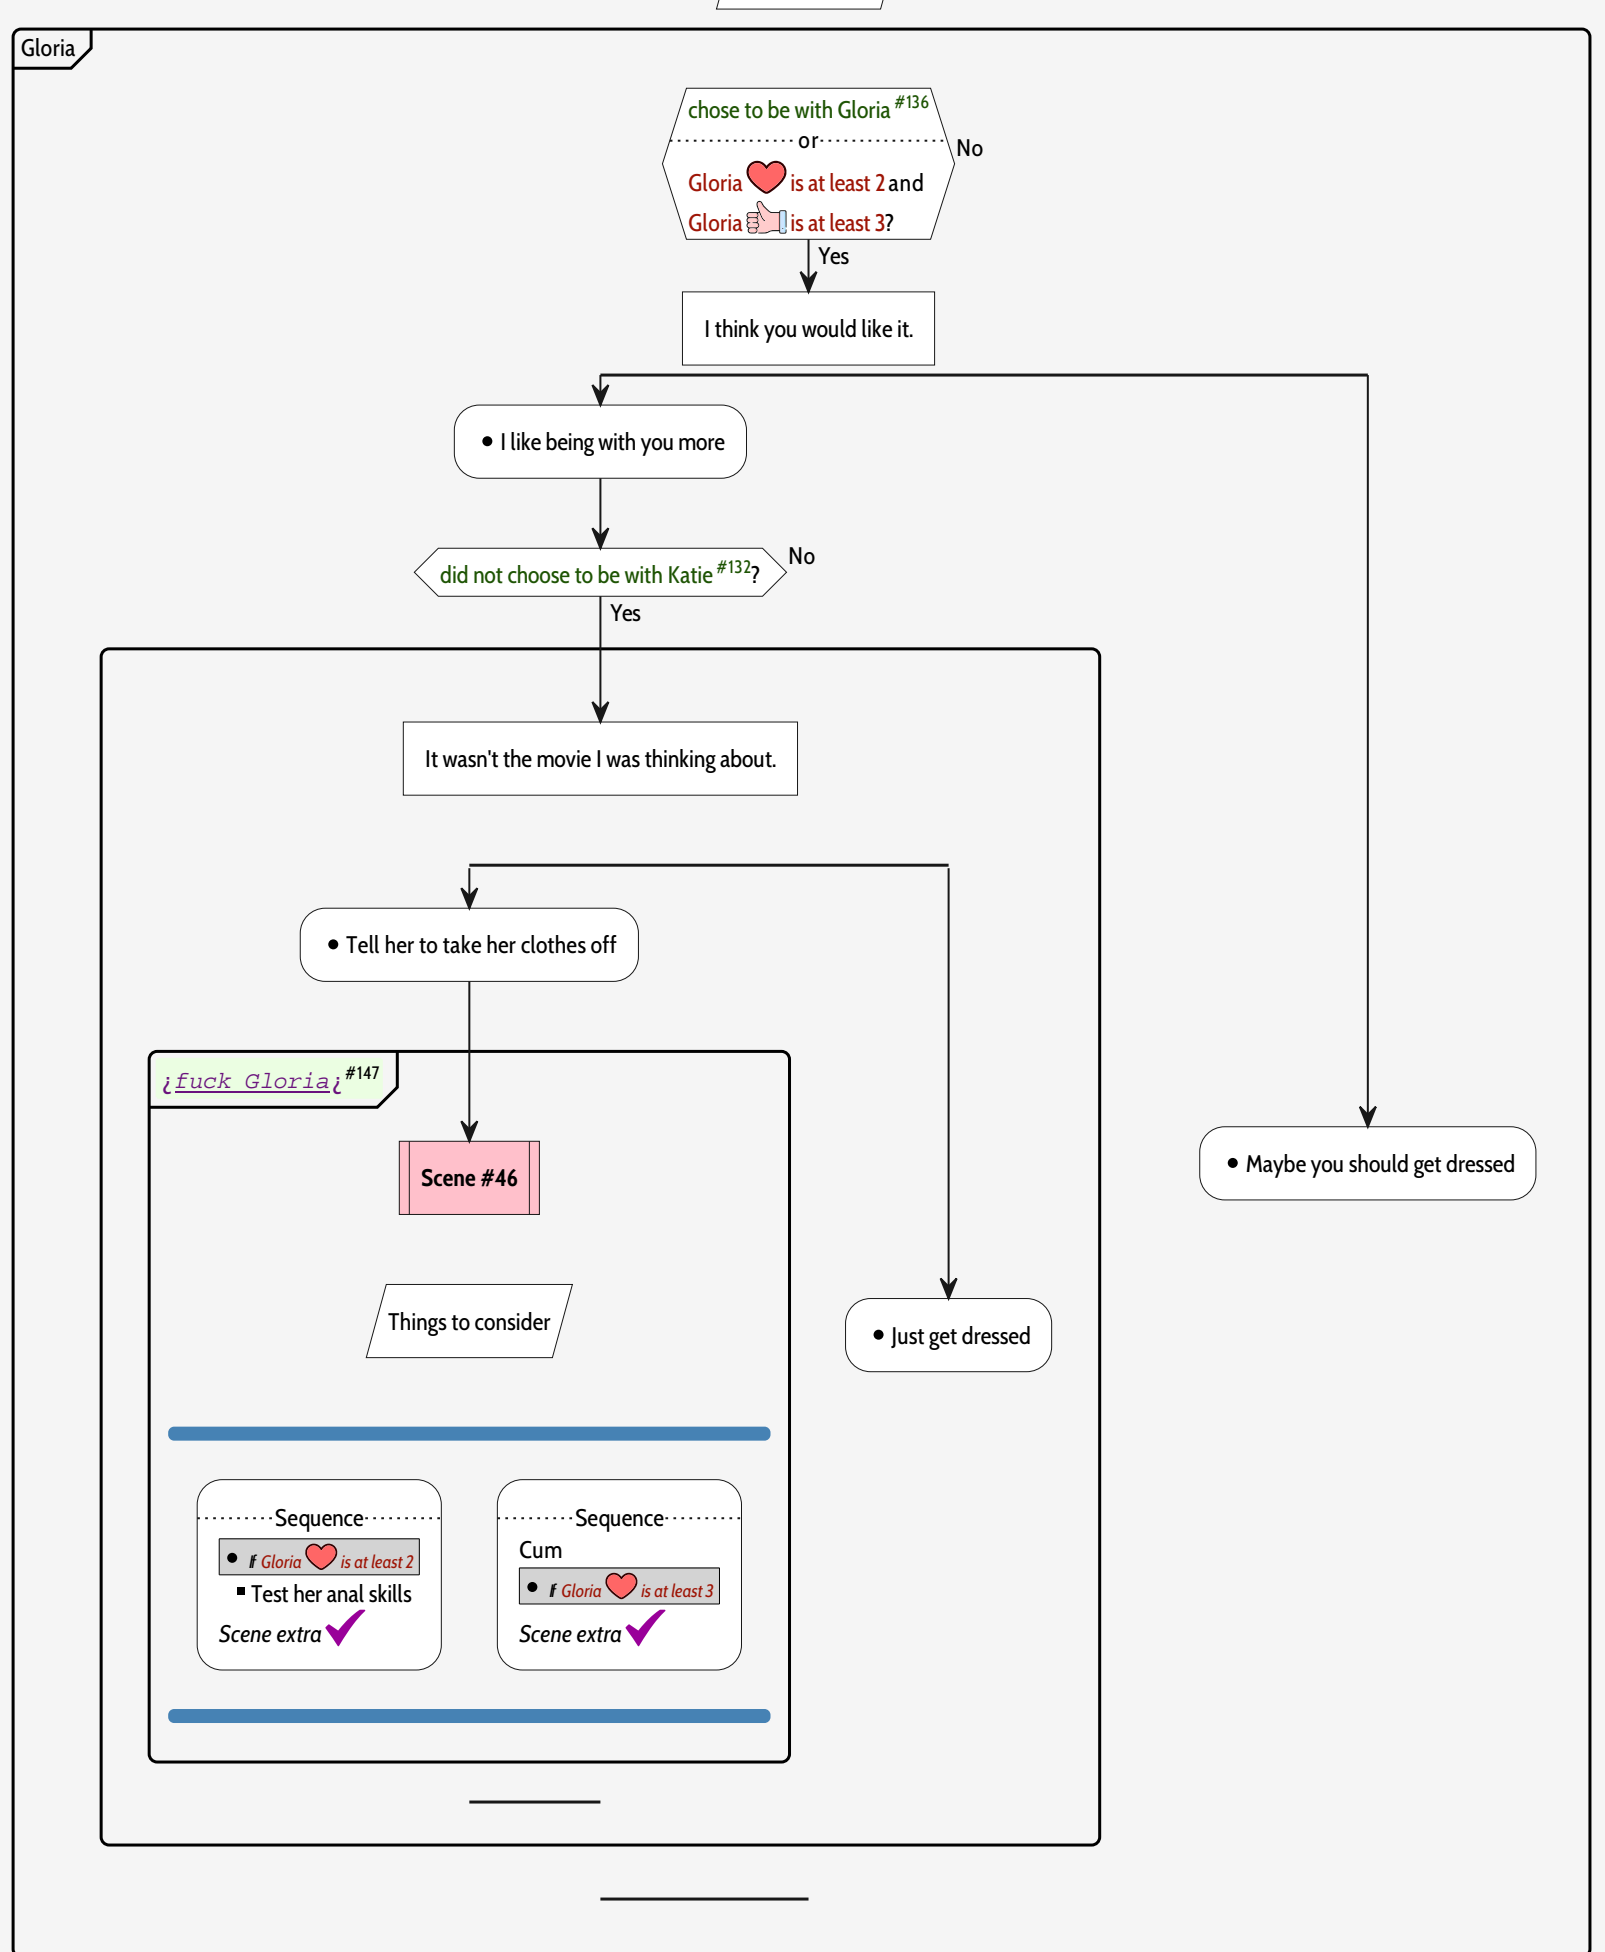 Gloria
chose to be with Gloria #136
or
No
Gloria is at least 2 and
Gloria is at least 3?
Yes
I think you would like it.
• I like being with you more
did not choose to be with Katie #132?
No
Yes
It wasn't the movie I was thinking about.
• Tell her to take her clothes off
¿fuck Gloria¿ #147
Scene #46
• Maybe you should get dressed
Things to consider
• Just get dressed
Sequence
• If Gloria is at least 2
▪ Test her anal skills
Scene extra
Sequence
Cum
• If Gloria is at least 3
Scene extra